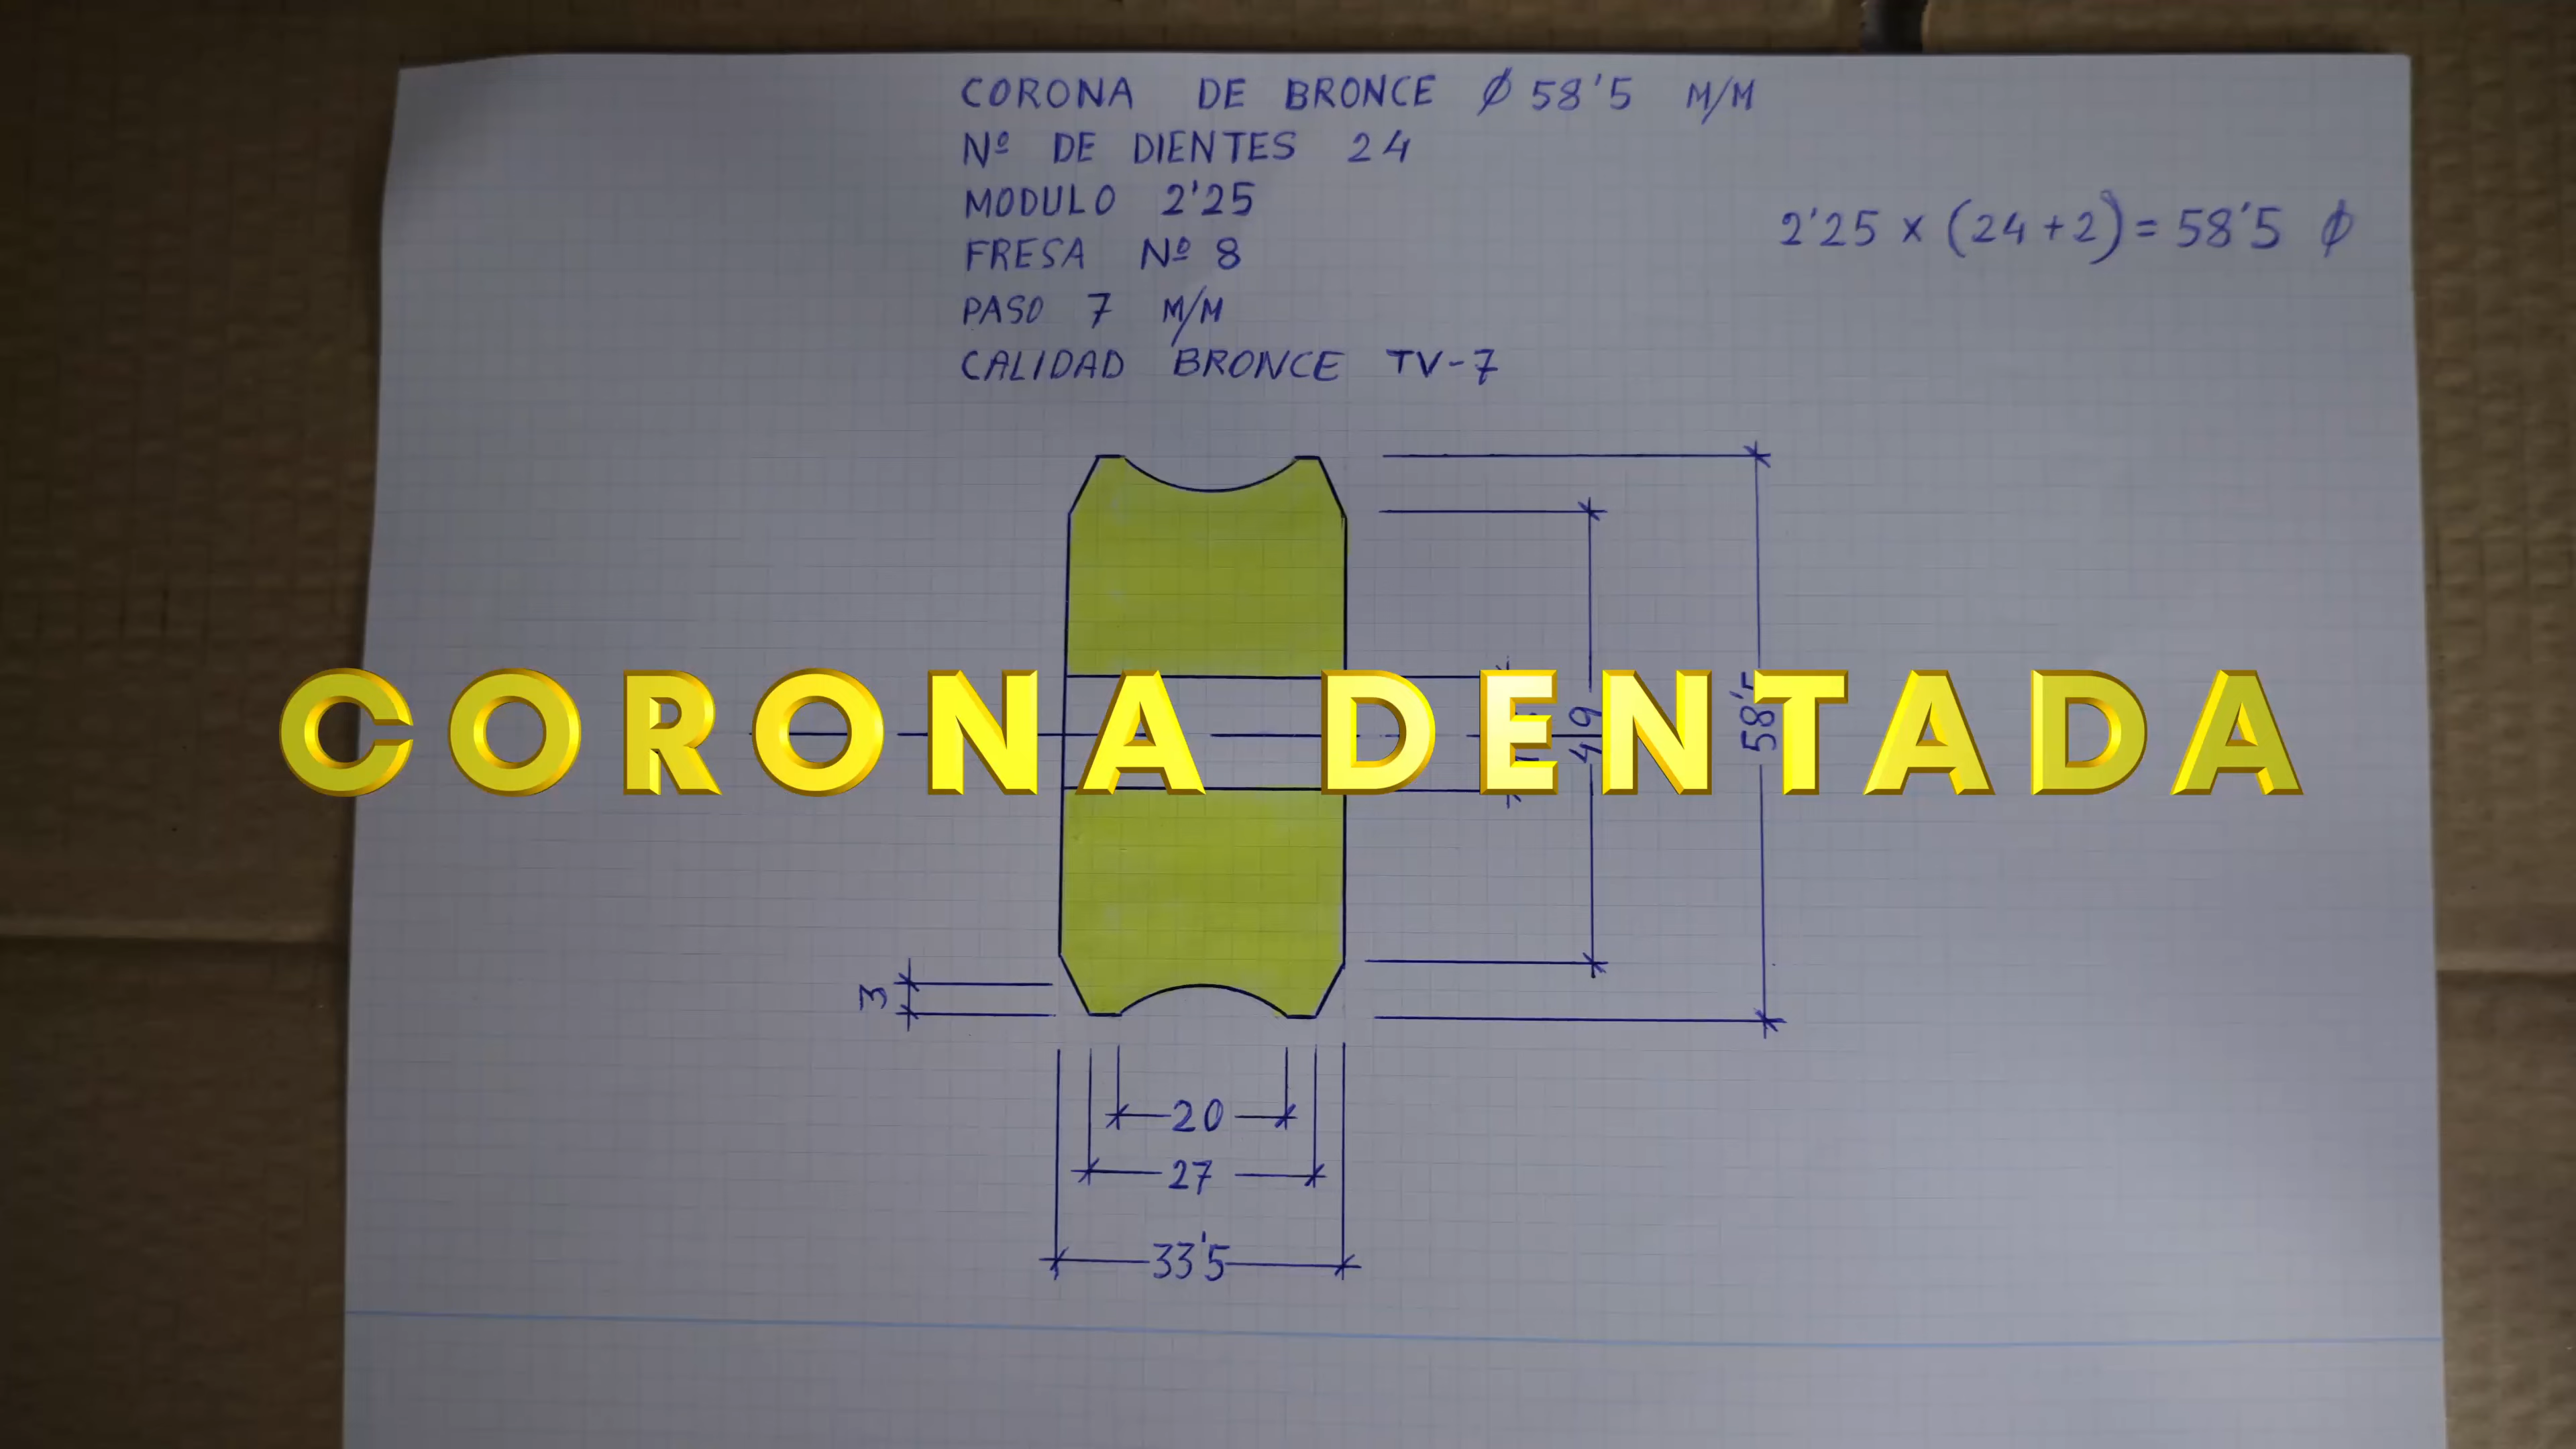 CORONA DE BRONCE Ø 58'5 M/M
Nº DE DIENTES 24
MODULO 2'25
FRESA Nº 8
PASO 7 M/M
CALIDAD BRONCE TV-7
2'25 x (24+2) = 58'5 Ø
CORONA DENTADA
49
58'5
3
20
27
33'5